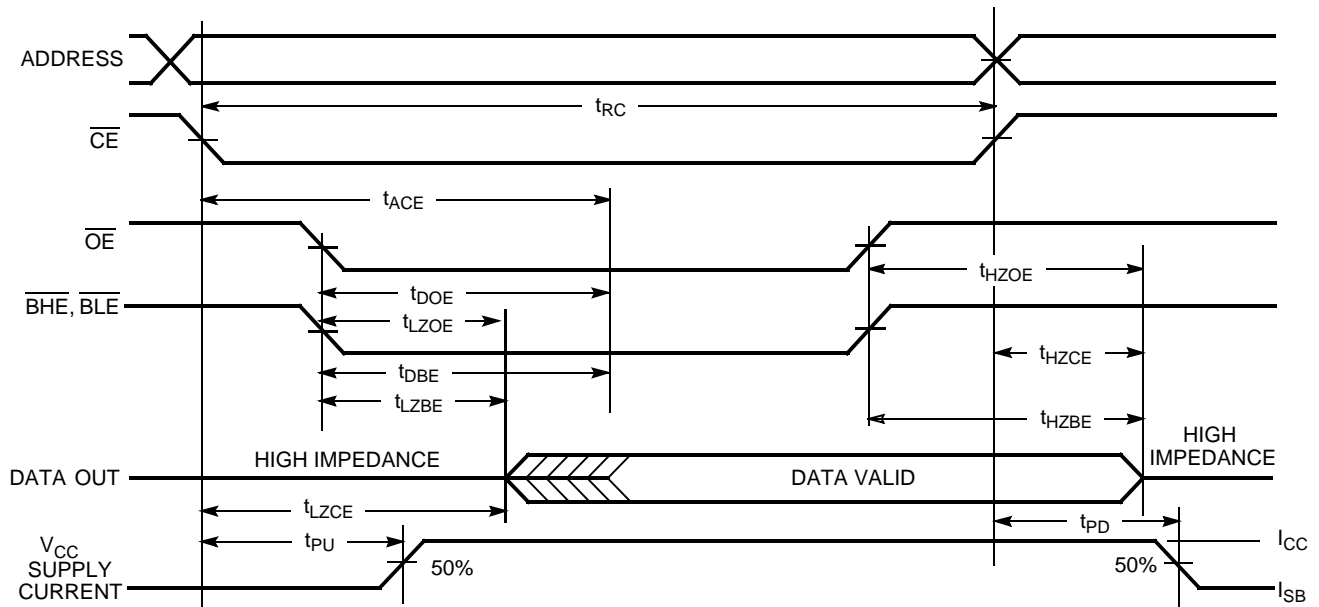 ADDRESS
tRC
CE
tACE
OE
tHZOE
tDOE
BHE, BLE
tLZOE
tHZCE
tDBE
tLZBE
tHZBE
HIGH
IMPEDANCE
HIGH IMPEDANCE
DATA OUT
DATA VALID
tLZCE
tPD
VCC
SUPPLY
CURRENT
tPU
50%
50%
ICC
ISB